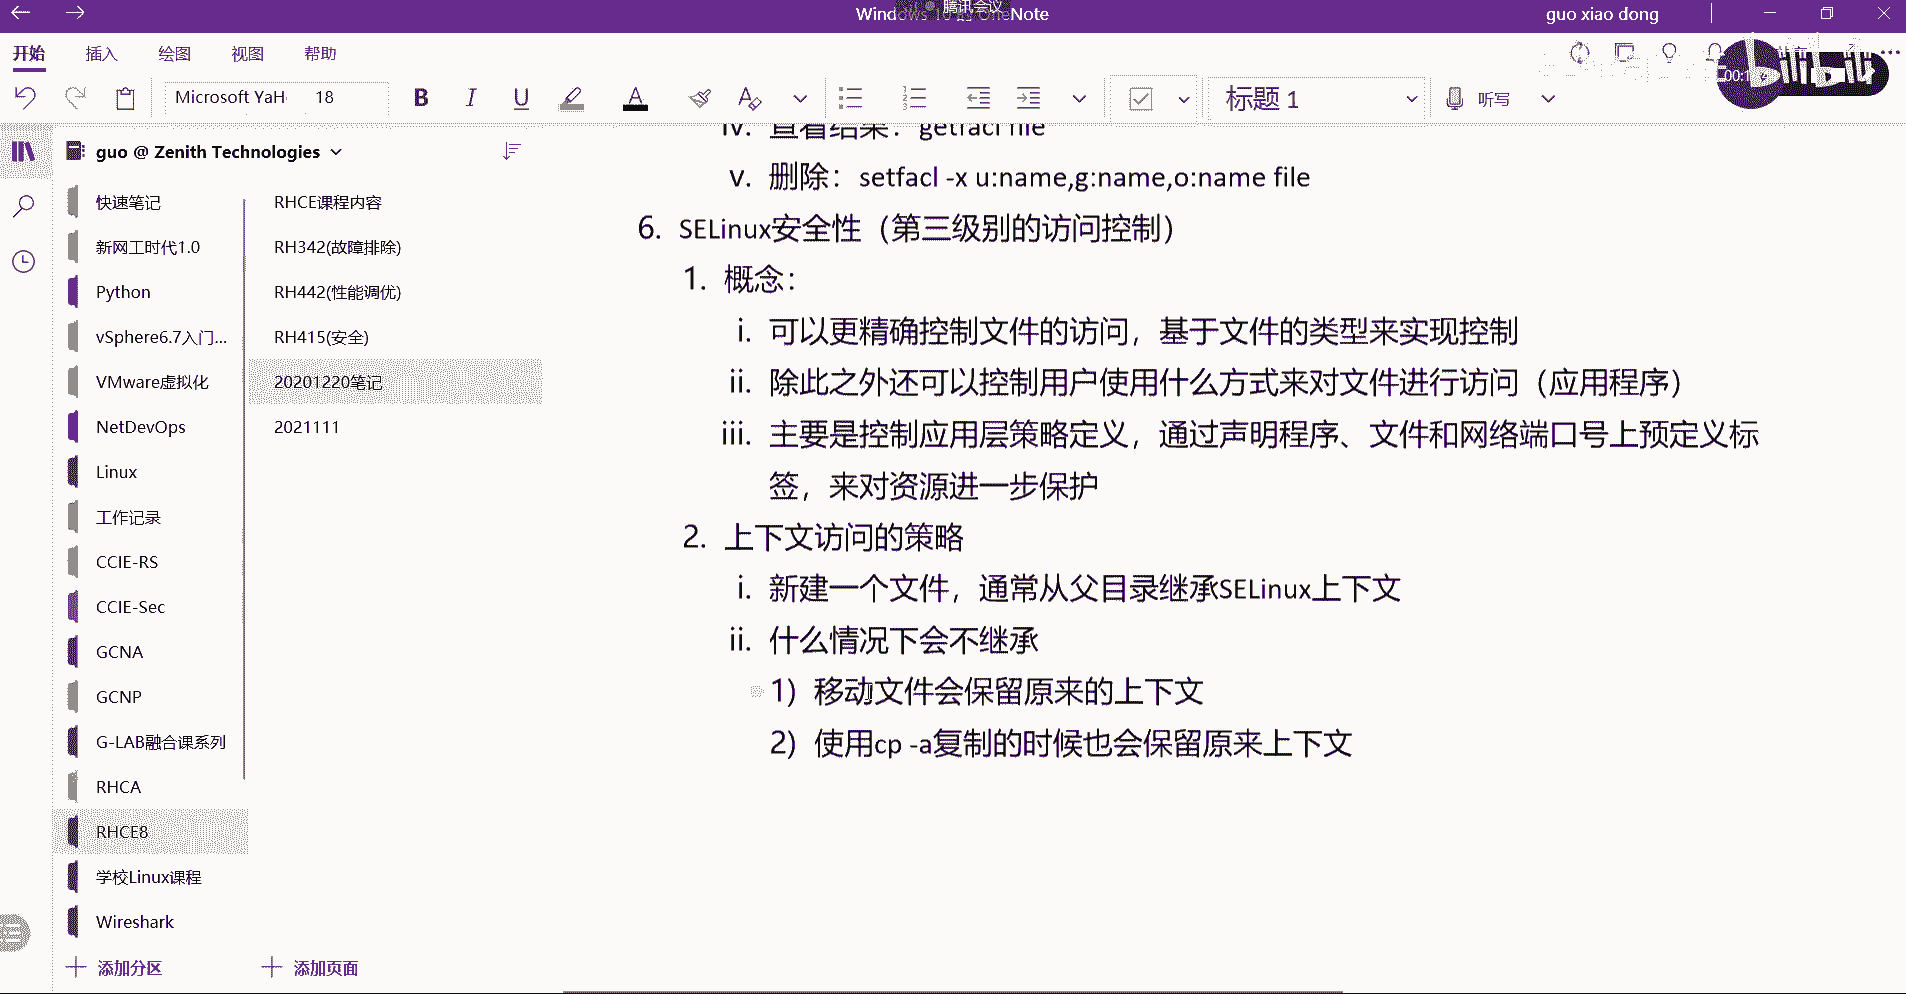 腾讯会议
guo xiao dong
开始 插入 绘图 视图 帮助
Microsoft YaH 18
标题 1
听写
guo @ Zenith Technologies
快速笔记
新网工时代1.0
Python
vSphere6.7入门...
VMware虚拟化
NetDevOps
Linux
工作记录
CCIE-RS
CCIE-Sec
GCNA
GCNP
G-LAB融合课系列
RHCA
RHCE8
学校Linux课程
Wireshark
添加分区
RHCE课程内容
RH342(故障排除)
RH442(性能调优)
RH415(安全)
20201220笔记
2021111
添加页面
iv. 查看结果：getfacl file
v. 删除：setfacl -x u:name,g:name,o:name file
6. SELinux安全性（第三级别的访问控制）
1. 概念：
i. 可以更精确控制文件的访问，基于文件的类型来实现控制
ii. 除此之外还可以控制用户使用什么方式来对文件进行访问（应用程序）
iii. 主要是控制应用层策略定义，通过声明程序、文件和网络端口号上预定义标
签，来对资源进一步保护
2. 上下文访问的策略
i. 新建一个文件，通常从父目录继承SELinux上下文
ii. 什么情况下会不继承
1) 移动文件会保留原来的上下文
2) 使用cp -a复制的时候也会保留原来上下文
bilibili